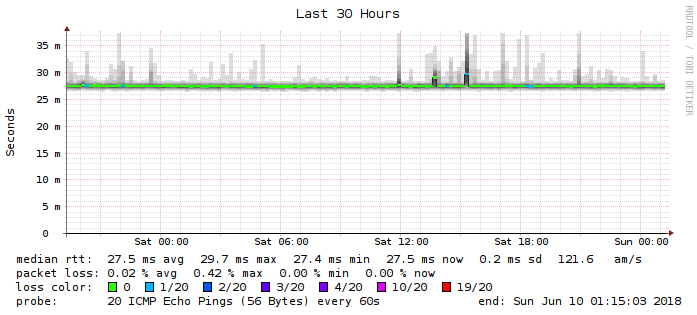 Last 30 Hours
RRDTOOL / TOBI OETIKER
Seconds
35 m
30 m
25 m
20 m
15 m
10 m
5 m
0
Sat 00:00 Sat 06:00 Sat 12:00 Sat 18:00 Sun 00:00
median rtt: 27.5 ms avg 29.7 ms max 27.4 ms min 27.5 ms now 0.2 ms sd 121.6 am/s
packet loss: 0.02 % avg 0.42 % max 0.00 % min 0.00 % now
loss color: 0 1/20 2/20 3/20 4/20 10/20 19/20
probe: 20 ICMP Echo Pings (56 Bytes) every 60s end: Sun Jun 10 01:15:03 2018